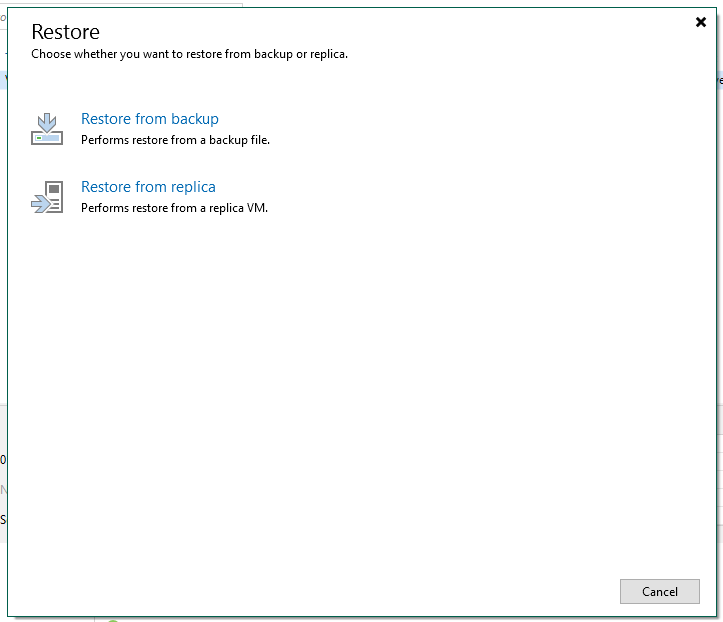 Restore
Choose whether you want to restore from backup or replica.
Restore from backup
Performs restore from a backup file.
Restore from replica
Performs restore from a replica VM.
Cancel